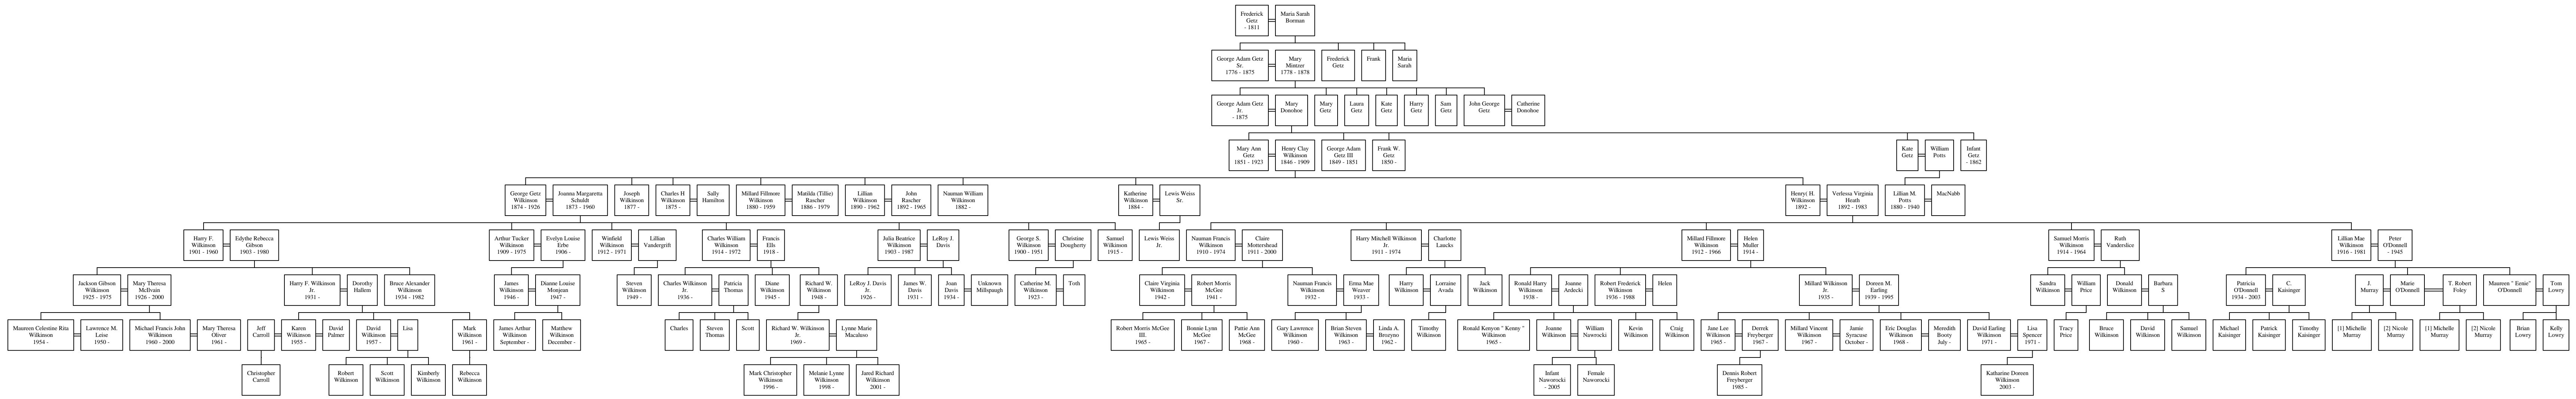 Frederick
Getz
- 1811
Maria Sarah
Borman
George Adam Getz
Sr.
1776 - 1875
Mary
Mintzer
1778 - 1878
Frederick
Getz
Frank
Maria
Sarah
George Adam Getz
Jr.
- 1875
Mary
Donohoe
Mary
Getz
Laura
Getz
Kate
Getz
Harry
Getz
Sam
Getz
John George
Getz
Catherine
Donohoe
Mary Ann
Getz
1851 - 1923
Henry Clay
Wilkinson
1846 - 1909
George Adam
Getz III
1849 - 1851
Frank W.
Getz
1850 -
Kate
Getz
William
Potts
Infant
Getz
- 1862
George Getz
Wilkinson
1874 - 1926
Joanna Margaretta
Schuldt
1873 - 1960
Joseph
Wilkinson
1877 -
Charles H
Wilkinson
1875 -
Sally
Hamilton
Millard Fillmore
Wilkinson
1880 - 1959
Matilda (Tillie)
Rascher
1886 - 1979
Lillian
Wilkinson
1890 - 1962
John
Rascher
1892 - 1965
Nauman William
Wilkinson
1882 -
Katherine
Wilkinson
1884 -
Lewis Weiss
Sr.
Henry( H.
Wilkinson
1892 -
Verlessa Virginia
Heath
1892 - 1983
Lillian M.
Potts
1880 - 1940
MacNabb
Harry F.
Wilkinson
1901 - 1960
Edythe Rebecca
Gibson
1903 - 1980
Arthur Tucker
Wilkinson
1909 - 1975
Evelyn Louise
Erbe
1906 -
Winfield
Wilkinson
1912 - 1971
Lillian
Vandergrift
Charles William
Wilkinson
1914 - 1972
Francis
Ells
1918 -
Julia Beatrice
Wilkinson
1903 - 1987
LeRoy J.
Davis
George S.
Wilkinson
1900 - 1951
Christine
Dougherty
Samuel
Wilkinson
1915 -
Lewis Weiss
Jr.
Nauman Francis
Wilkinson
1910 - 1974
Claire
Mottershead
1911 - 2000
Harry Mitchell Wilkinson
Jr.
1911 - 1974
Charlotte
Laucks
Millard Fillmore
Wilkinson
1912 - 1966
Helen
Muller
1914 -
Samuel Morris
Wilkinson
1914 - 1964
Ruth
Vanderslice
Lillian Mae
Wilkinson
1916 - 1981
Peter
O'Donnell
- 1945
Jackson Gibson
Wilkinson
1925 - 1975
Mary Theresa
McIlvain
1926 - 2000
Harry F. Wilkinson
Jr.
1931 -
Dorothy
Haltem
Bruce Alexander
Wilkinson
1934 - 1982
James
Wilkinson
1946 -
Dianne Louise
Monjean
1947 -
Steven
Wilkinson
1949 -
Charles Wilkinson
1936 -
Patricia
Thomas
Diane
Wilkinson
1945 -
Richard W.
Wilkinson
1948 -
LeRoy J. Davis
Jr.
1926 -
James W.
Davis
1931 -
Joan
Davis
1934 -
Unknown
Millspaugh
Catherine M.
Wilkinson
1923 -
Toth
Claire Virginia
Wilkinson
1942 -
Robert Morris
McGee
1941 -
Nauman Francis
Wilkinson
1932 -
Erma Mae
Weaver
1933 -
Harry
Wilkinson
Lorraine
Avada
Jack
Wilkinson
Ronald Harry
Wilkinson
1938 -
Joanne
Ardecki
Robert Frederick
Wilkinson
1936 - 1988
Helen
Millard Wilkinson
Jr.
1935 -
Doreen M.
Earling
1939 - 1995
Sandra
Wilkinson
William
Price
Donald
Wilkinson
Barbara
S
Patricia
O'Donnell
1934 - 2003
C.
Kaisinger
J.
Murray
Marie
O'Donnell
T. Robert
Foley
Maureen " Eenie"
O'Donnell
Tom
Lowry
Maureen Celestine Rita
Wilkinson
1954 -
Lawrence M.
Leise
1950 -
Michael Francis John
Wilkinson
1960 - 2000
Mary Theresa
Oliver
1961 -
Jeff
Carroll
Karen
Wilkinson
1955 -
David
Palmer
David
Wilkinson
1957 -
Lisa
Mark
Wilkinson
1961 -
James Arthur
Wilkinson
September -
Matthew
Wilkinson
December -
Charles
Steven
Thomas
Scott
Richard W. Wilkinson
Jr.
1969 -
Lynne Marie
Macaluso
Robert Morris McGee
III.
1965 -
Bonnie Lynn
McGee
1967 -
Pattie Ann
McGee
1968 -
Gary Lawrence
Wilkinson
1960 -
Brian Steven
Wilkinson
1963 -
Linda A.
Brozyno
1962 -
Timothy
Wilkinson
Ronald Kenyon " Kenny "
Wilkinson
1965 -
Joanne
Wilkinson
William
Nawrocki
Kevin
Wilkinson
Craig
Wilkinson
Jane Lee
Wilkinson
1965 -
Derrek
Freyberger
1967 -
Millard Vincent
Wilkinson
1967 -
Jamie
Syracuse
October -
Eric Douglas
Wilkinson
1968 -
Meredith
Booty
July -
David Earling
Wilkinson
1971 -
Lisa
Spencer
1971 -
Tracy
Price
Bruce
Wilkinson
David
Wilkinson
Samuel
Wilkinson
Michael
Kaisinger
Patrick
Kaisinger
Timothy
Kaisinger
[1] Michelle
Murray
[2] Nicole
Murray
[1] Michelle
Murray
[2] Nicole
Murray
Brian
Lowry
Kelly
Lowry
Christopher
Carroll
Robert
Wilkinson
Scott
Wilkinson
Kimberly
Wilkinson
Rebecca
Wilkinson
Mark Christopher
Wilkinson
1996 -
Melanie Lynne
Wilkinson
1998 -
Jared Richard
Wilkinson
2001 -
Infant
Naworocki
- 2005
Female
Naworocki
Dennis Robert
Freyberger
1985 -
Katharine Doreen
Wilkinson
2003 -